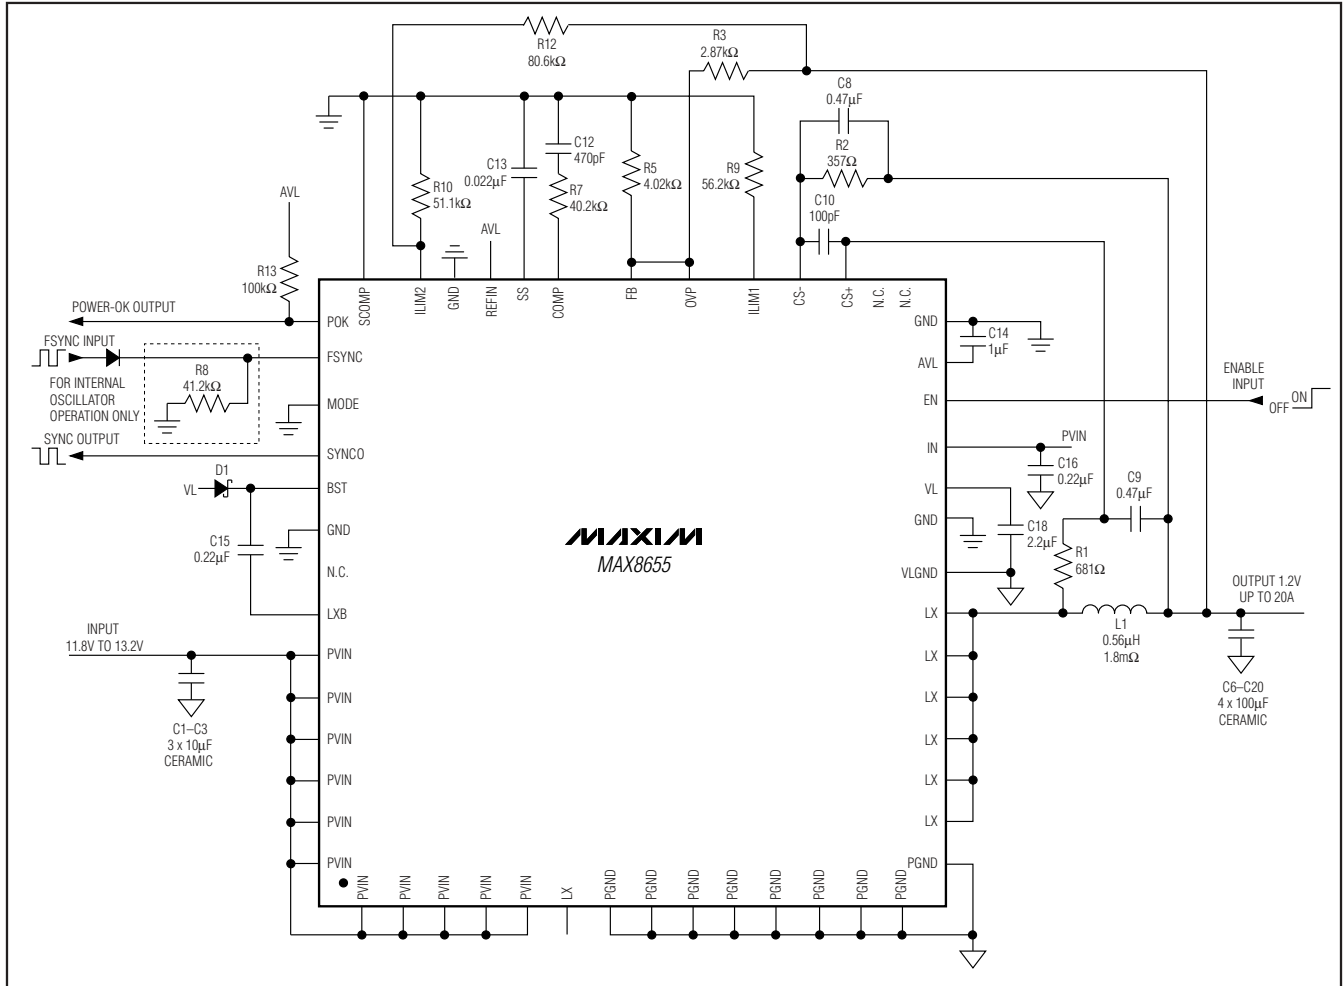 R12
80.6kΩ
R3
2.87kΩ
C8
0.47µF
R2
357Ω
C10
100pF
C12
470pF
C13
0.022µF
R10
51.1kΩ
R7
40.2kΩ
R5
4.02kΩ
R9
56.2kΩ
AVL
AVL
R13
100kΩ
POWER-OK OUTPUT
FSYNC INPUT
R8
41.2kΩ
FOR INTERNAL
OSCILLATOR
OPERATION ONLY
SYNC OUTPUT
D1
VL
C15
0.22µF
INPUT
11.8V TO 13.2V
C1–C3
3 x 10µF
CERAMIC
SCOMP
ILIM2
GND
REFIN
SS
COMP
FB
OVP
ILIM1
CS-
CS+
N.C.
N.C.
POK
FSYNC
MODE
SYNCO
BST
GND
N.C.
LXB
PVIN
PVIN
PVIN
PVIN
PVIN
PVIN
MAXIM
MAX8655
GND
AVL
EN
IN
VL
GND
VLGND
LX
LX
LX
LX
LX
LX
PGND
PVIN
PVIN
PVIN
PVIN
PVIN
LX
PGND
PGND
PGND
PGND
PGND
PGND
PGND
PGND
C14
1µF
ENABLE
INPUT
OFF
ON
PVIN
C16
0.22µF
C9
0.47µF
C18
2.2µF
R1
681Ω
L1
0.56µH
1.8mΩ
OUTPUT 1.2V
UP TO 20A
C6–C20
4 x 100µF
CERAMIC